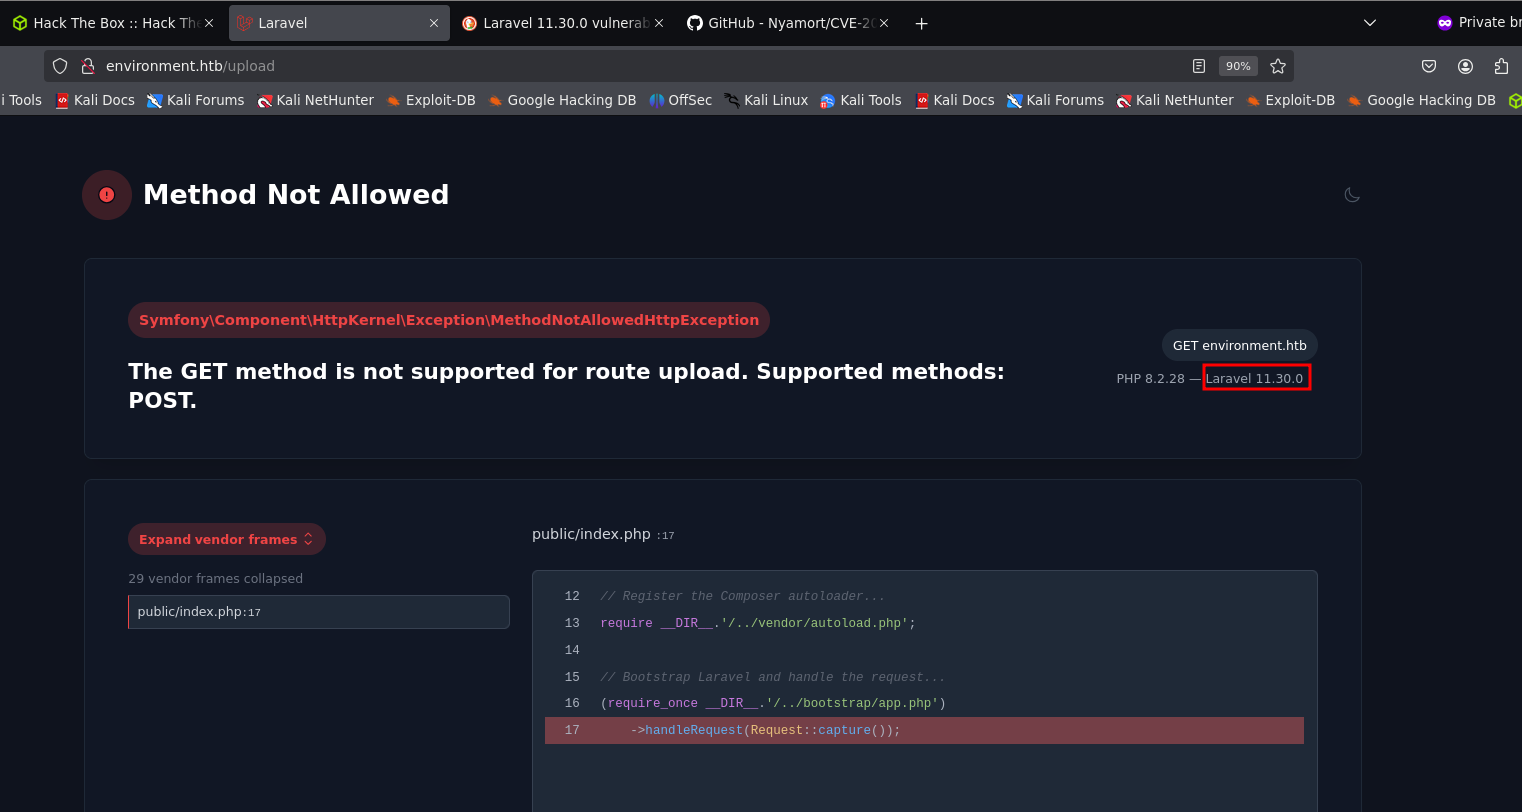 Hack The Box :: Hack The
Laravel
Laravel 11.30.0 vulnerab
GitHub - Nyamort/CVE-20
Private br
environment.htb/upload
90%
i Tools
Kali Docs
Kali Forums
Kali NetHunter
Exploit-DB
Google Hacking DB
OffSec
Kali Linux
Kali Tools
Kali Docs
Kali Forums
Kali NetHunter
Exploit-DB
Google Hacking DB
Method Not Allowed
Symfony\Component\HttpKernel\Exception\MethodNotAllowedHttpException
The GET method is not supported for route upload. Supported methods:
POST.
GET environment.htb
PHP 8.2.28 — Laravel 11.30.0
Expand vendor frames
29 vendor frames collapsed
public/index.php:17
public/index.php :17
12 // Register the Composer autoloader...
13 require __DIR__.'/../vendor/autoload.php';
14
15 // Bootstrap Laravel and handle the request...
16 (require_once __DIR__.'/../bootstrap/app.php')
17 ->handleRequest(Request::capture());